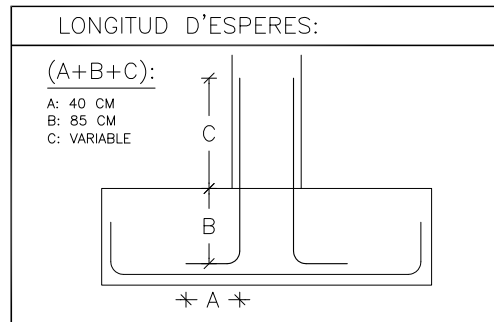 LONGITUD D'ESPERES:
(A+B+C):
A: 40 CM
B: 85 CM
C: VARIABLE
C
B
A